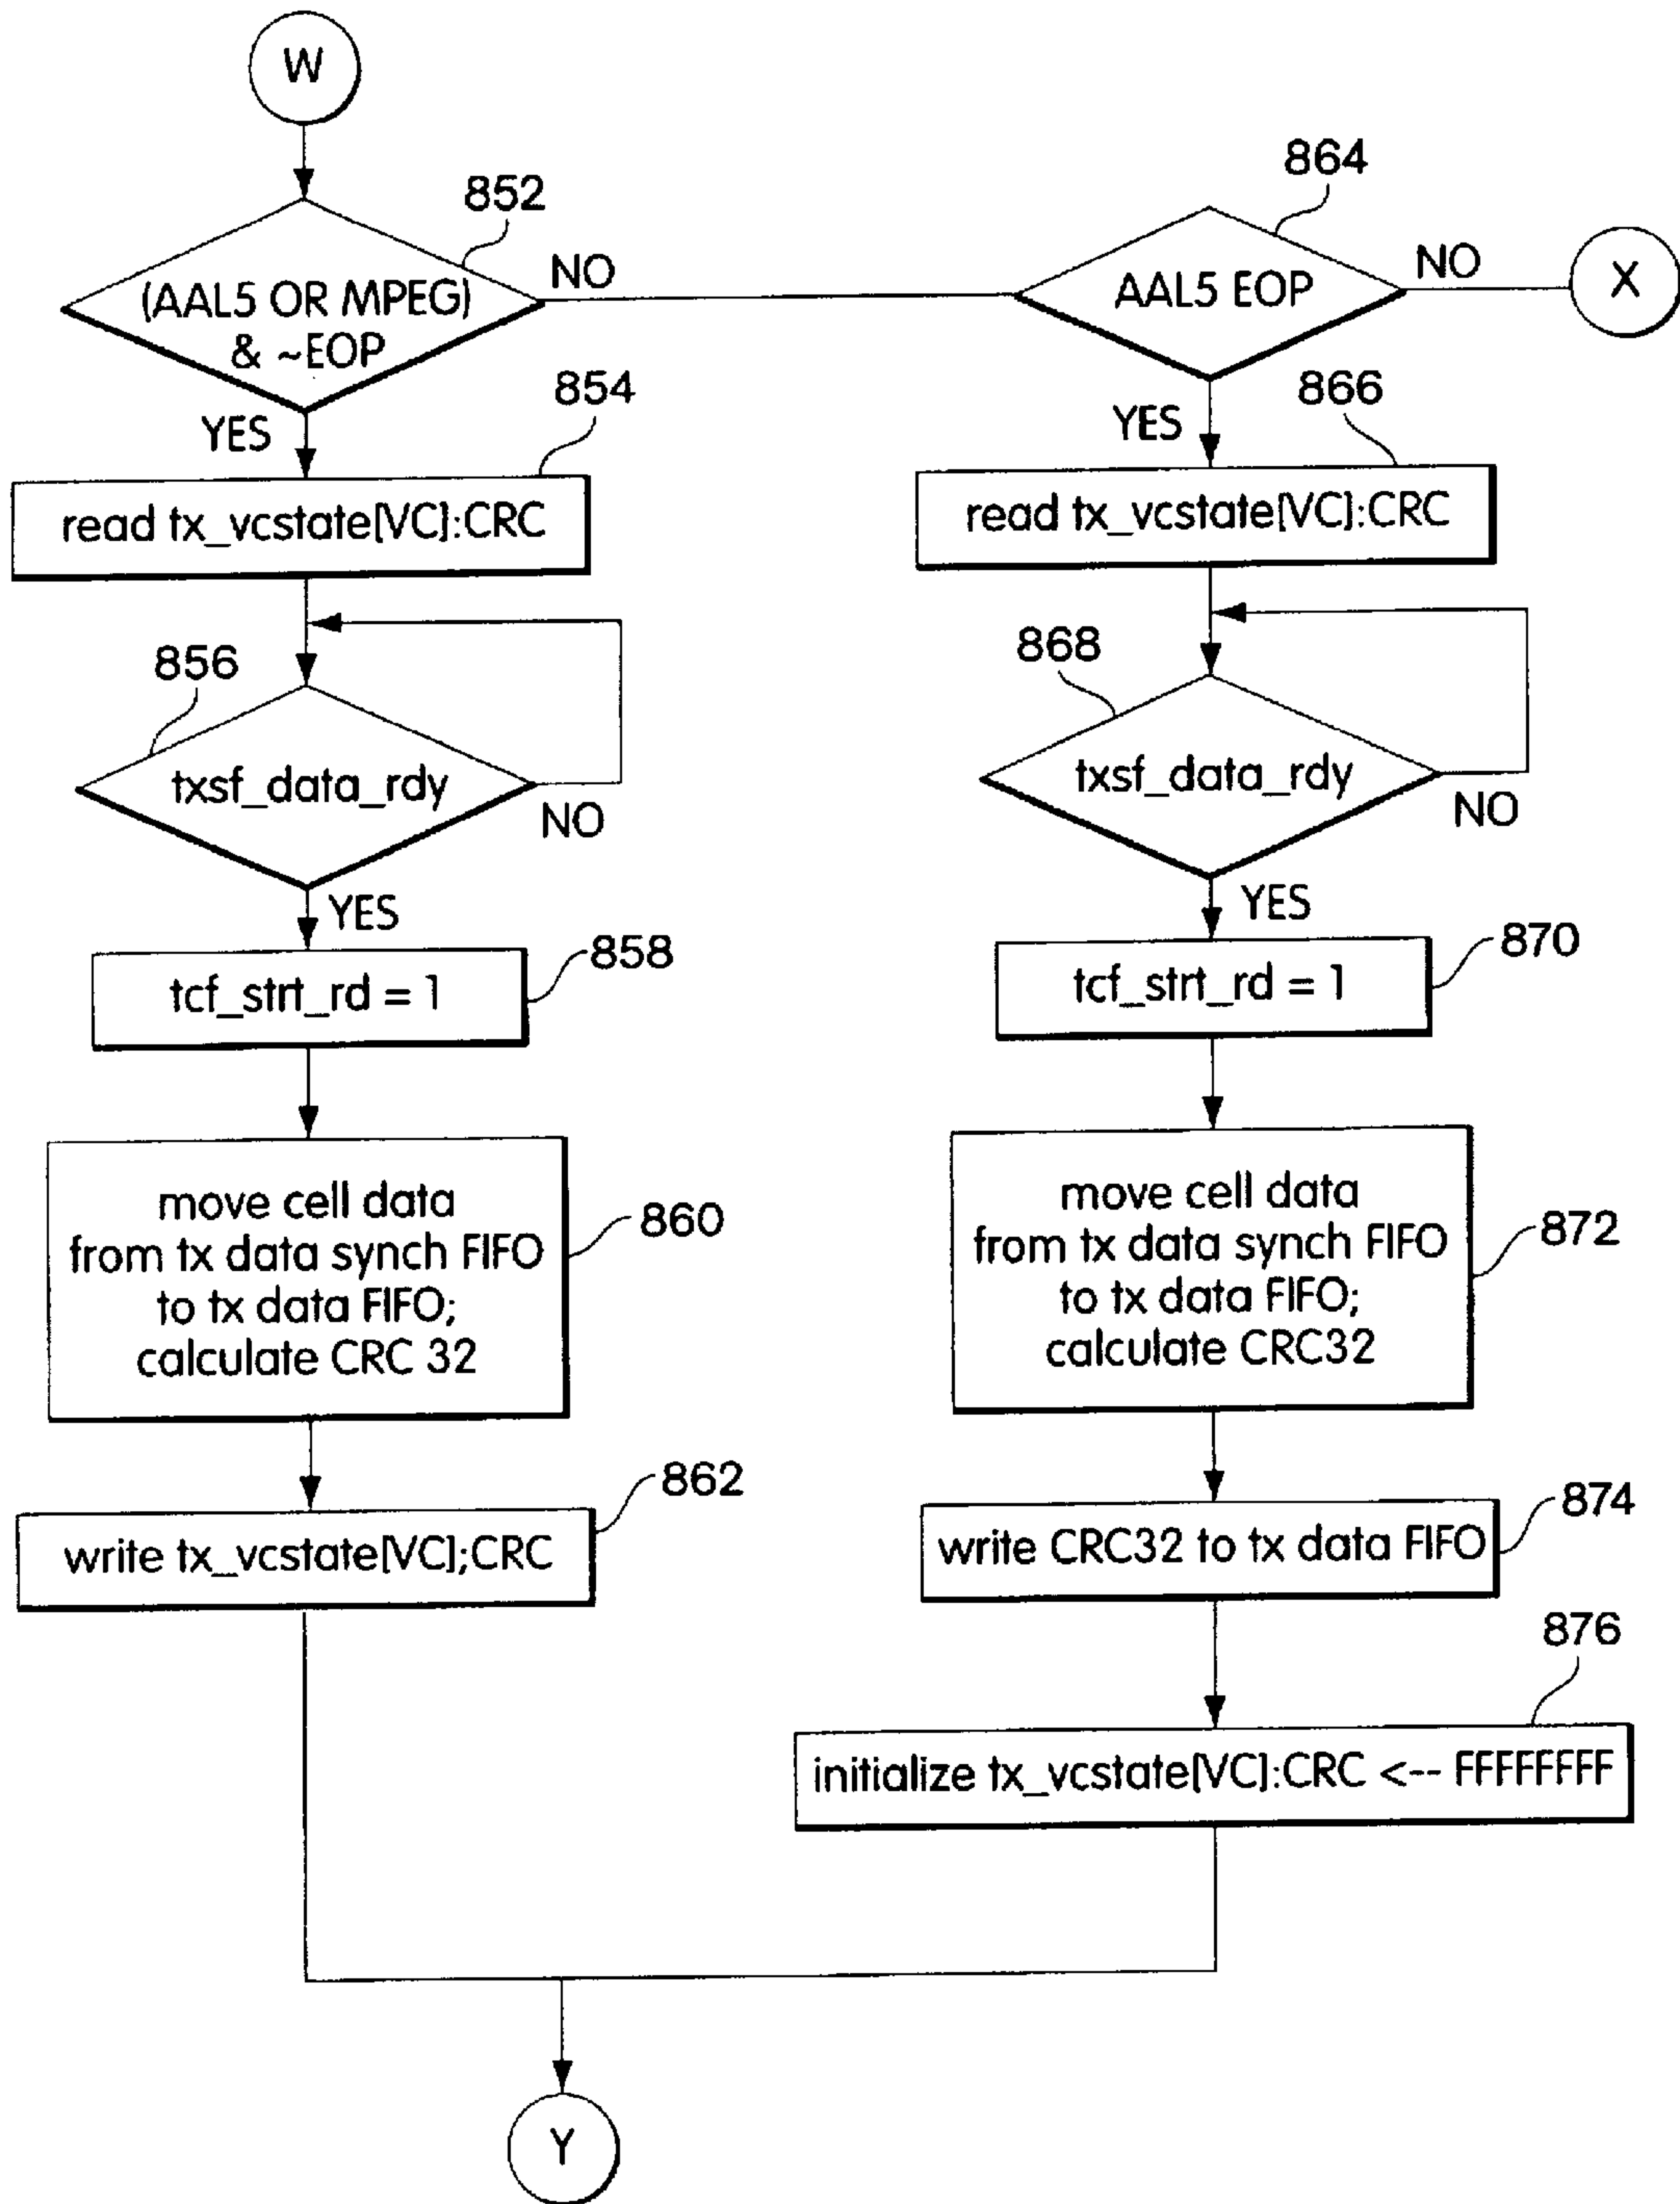 W
852
(AAL5 OR MPEG)
& ~EOP
NO
YES
864
AAL5 EOP
NO
X
YES
854
read tx_vcstate[VC]:CRC
856
txsf_data_rdy
NO
YES
858
tcf_strt_rd = 1
860
move cell data
from tx data synch FIFO
to tx data FIFO;
calculate CRC 32
862
write tx_vcstate[VC];CRC
866
read tx_vcstate[VC]:CRC
868
txsf_data_rdy
NO
YES
870
tcf_strt_rd = 1
872
move cell data
from tx data synch FIFO
to tx data FIFO;
calculate CRC32
874
write CRC32 to tx data FIFO
876
initialize tx_vcstate[VC]:CRC <-- FFFFFFFF
Y